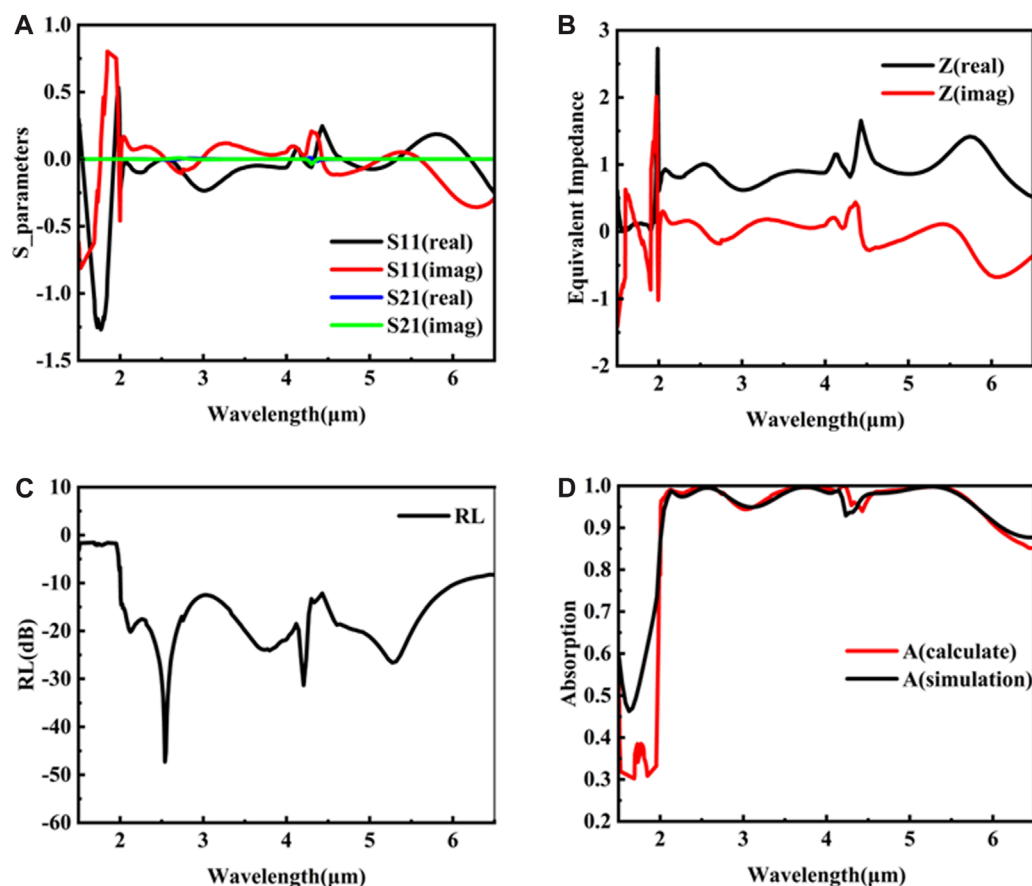 A
1.0
0.5
0.0
-0.5
-1.0
-1.5
S_parameters
S11(real)
S11(imag)
S21(real)
S21(imag)
2
3
4
5
6
Wavelength(μm)
B
3
2
1
0
-1
-2
Equivalent Impedance
Z(real)
Z(imag)
2
3
4
5
6
Wavelength(μm)
C
10
0
-10
-20
-30
-40
-50
-60
RL(dB)
RL
2
3
4
5
6
Wavelength(μm)
D
1.0
0.9
0.8
0.7
0.6
0.5
0.4
0.3
0.2
Absorption
A(calculate)
A(simulation)
2
3
4
5
6
Wavelength(μm)